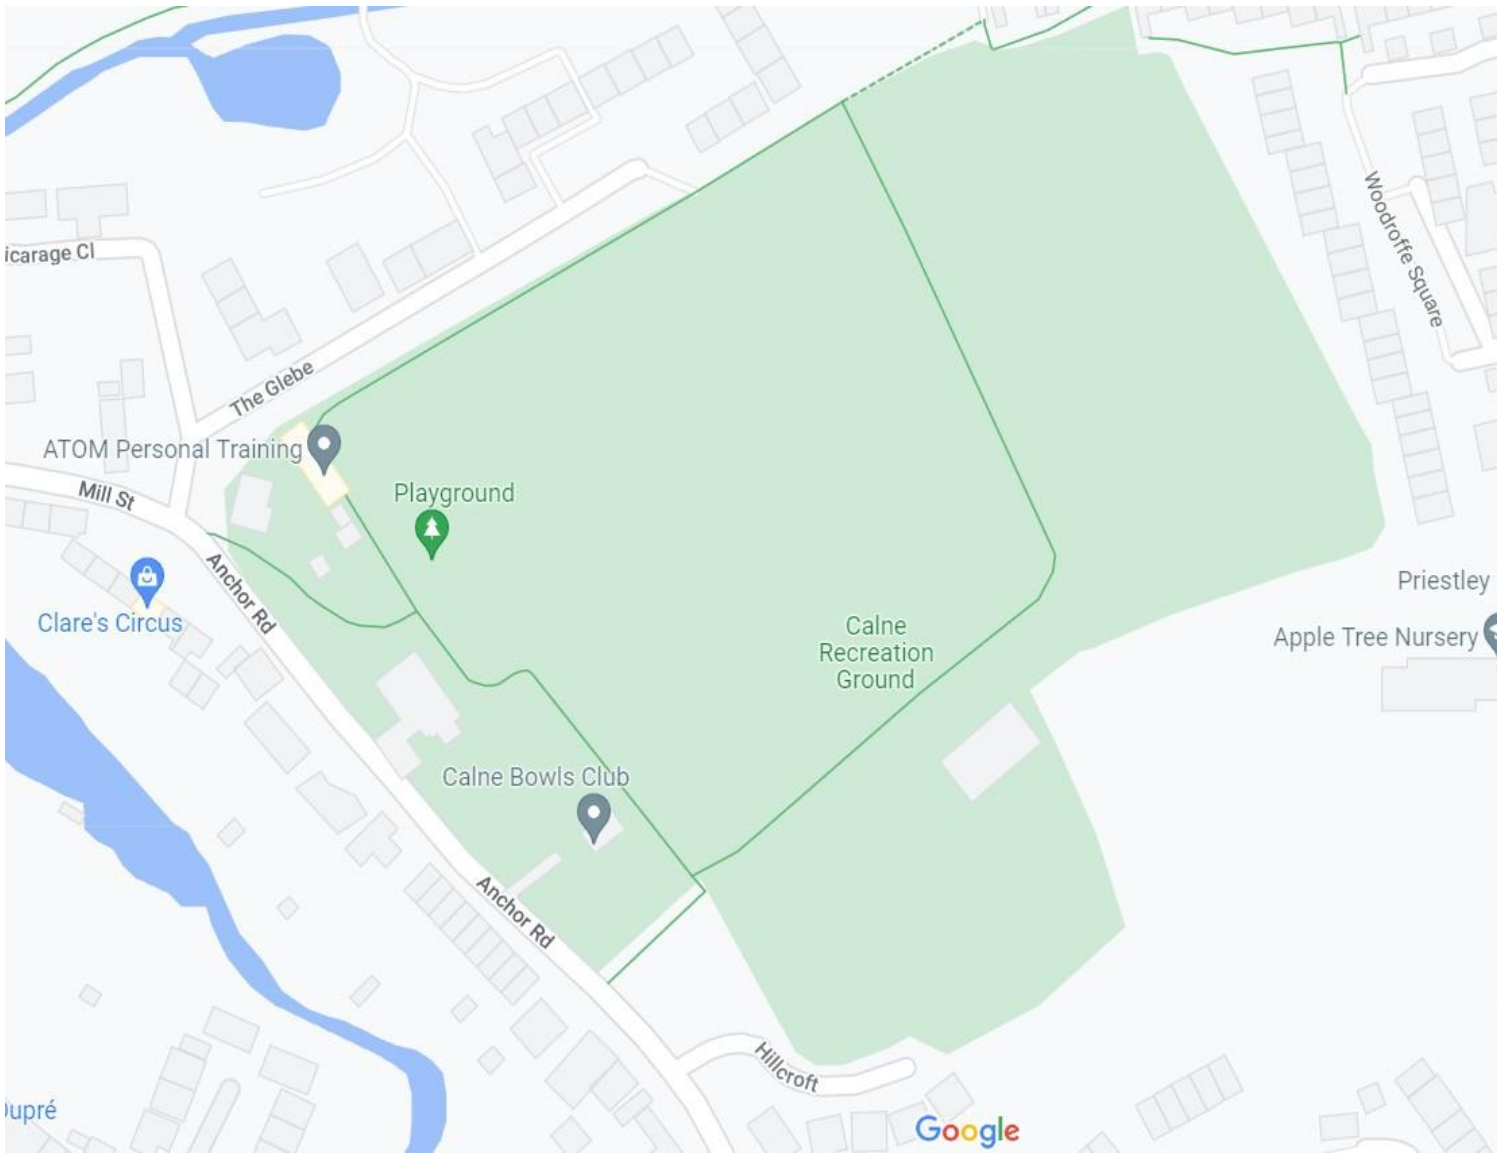 Woodroffe Square
icarage Cl
The Glebe
ATOM Personal Training
Mill St
Playground
Anchor Rd
Clare's Circus
Priestley
Calne
Recreation
Ground
Apple Tree Nursery
Calne Bowls Club
Anchor Rd
Hillcroft
upré
Google